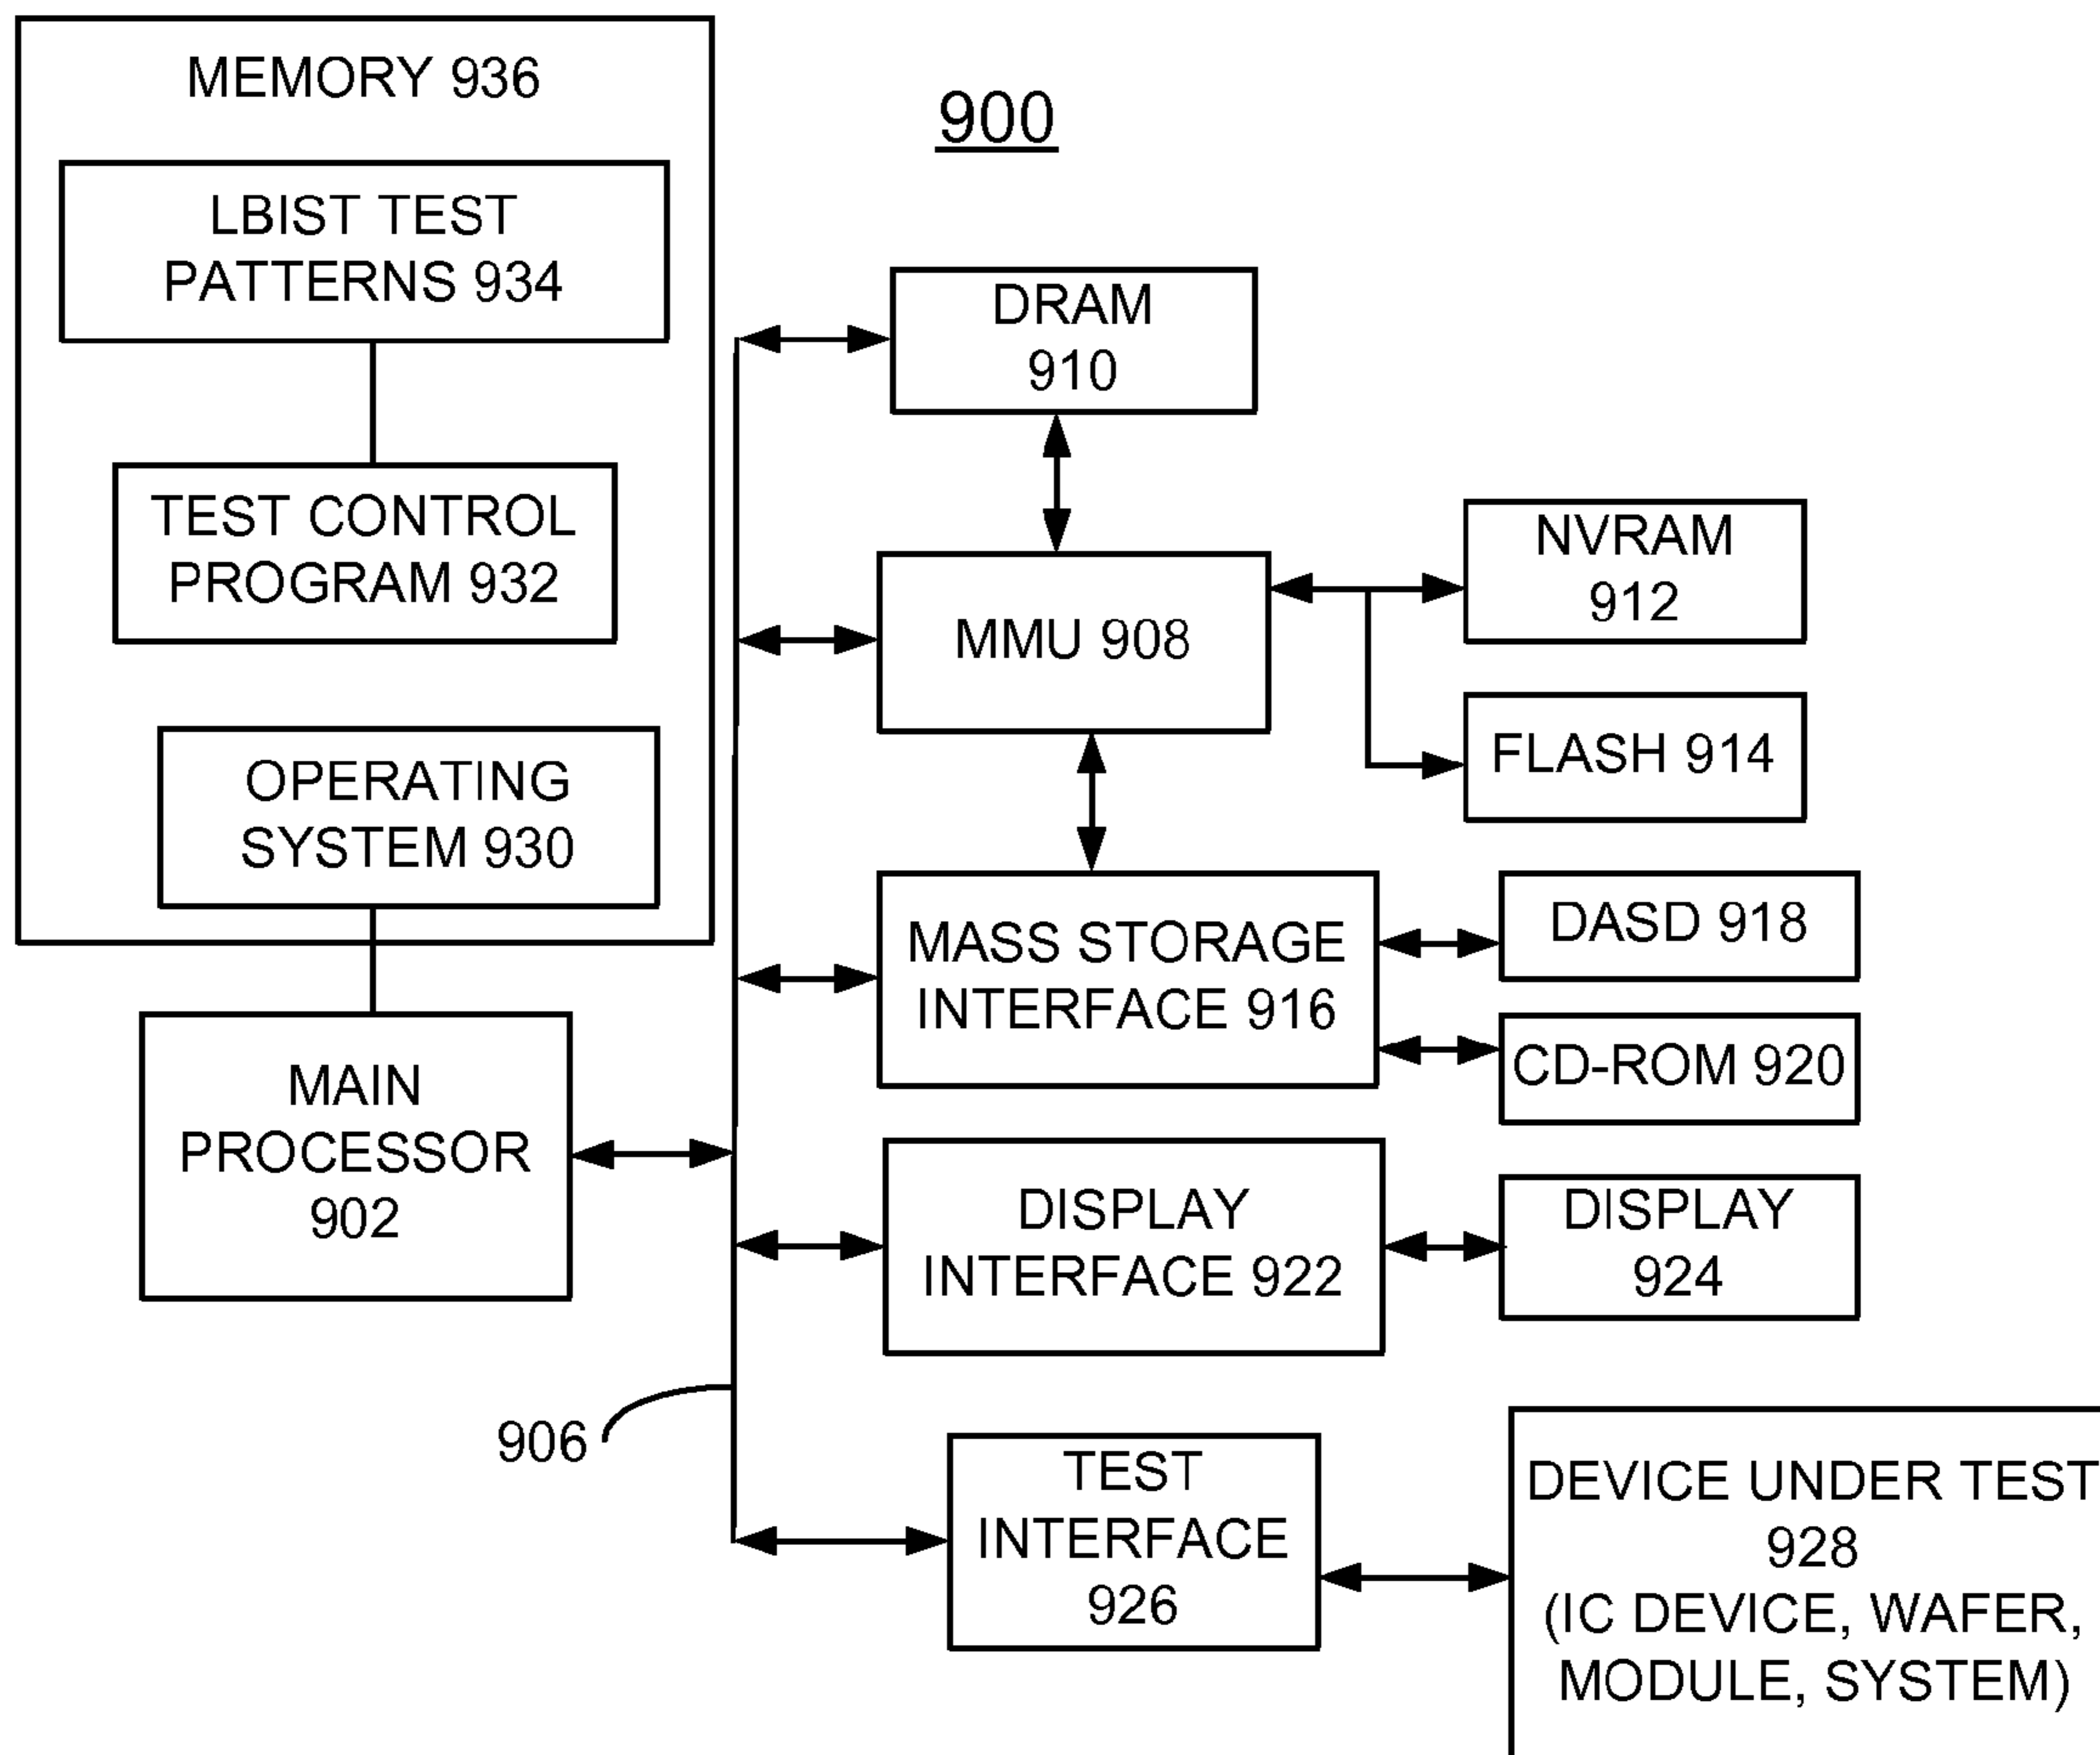 MEMORY 936
900
LBIST TEST
PATTERNS 934
DRAM
910
TEST CONTROL
PROGRAM 932
NVRAM
912
MMU 908
FLASH 914
OPERATING
SYSTEM 930
MASS STORAGE
INTERFACE 916
DASD 918
CD-ROM 920
MAIN
PROCESSOR
902
DISPLAY
INTERFACE 922
DISPLAY
924
906
TEST
INTERFACE
926
DEVICE UNDER TEST
928
(IC DEVICE, WAFER,
MODULE, SYSTEM)